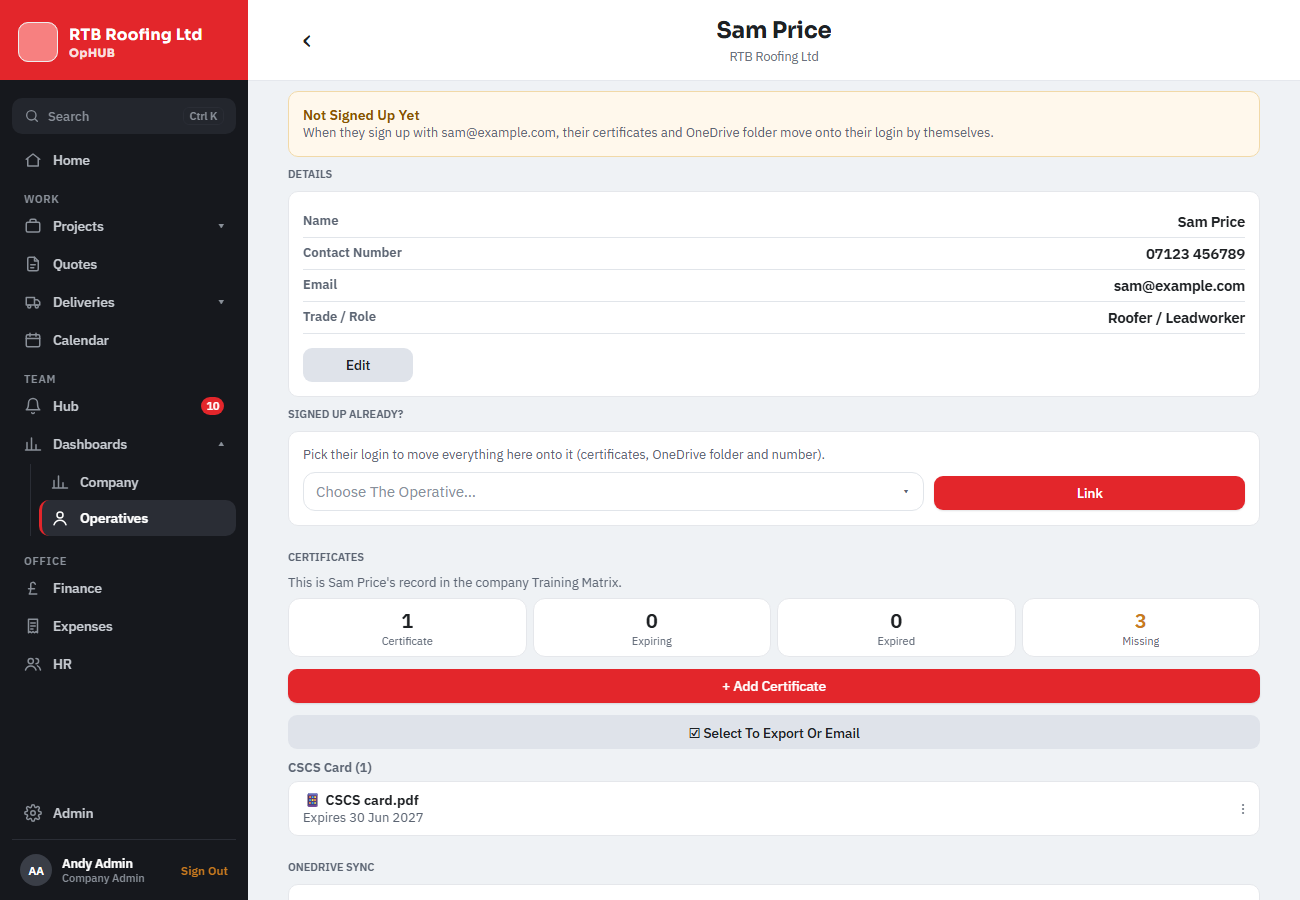 RTB Roofing Ltd
OpHUB
Search
Ctrl K
Home
WORK
Projects
Quotes
Deliveries
Calendar
TEAM
Hub
10
Dashboards
Company
Operatives
OFFICE
Finance
Expenses
HR
Admin
AA
Andy Admin
Company Admin
Sign Out
Sam Price
RTB Roofing Ltd
Not Signed Up Yet
When they sign up with sam@example.com, their certificates and OneDrive folder move onto their login by themselves.
DETAILS
Name
Sam Price
Contact Number
07123 456789
Email
sam@example.com
Trade / Role
Roofer / Leadworker
Edit
SIGNED UP ALREADY?
Pick their login to move everything here onto it (certificates, OneDrive folder and number).
Choose The Operative...
Link
CERTIFICATES
This is Sam Price's record in the company Training Matrix.
1
Certificate
0
Expiring
0
Expired
3
Missing
+ Add Certificate
☑ Select To Export Or Email
CSCS Card (1)
CSCS card.pdf
Expires 30 Jun 2027
ONEDRIVE SYNC